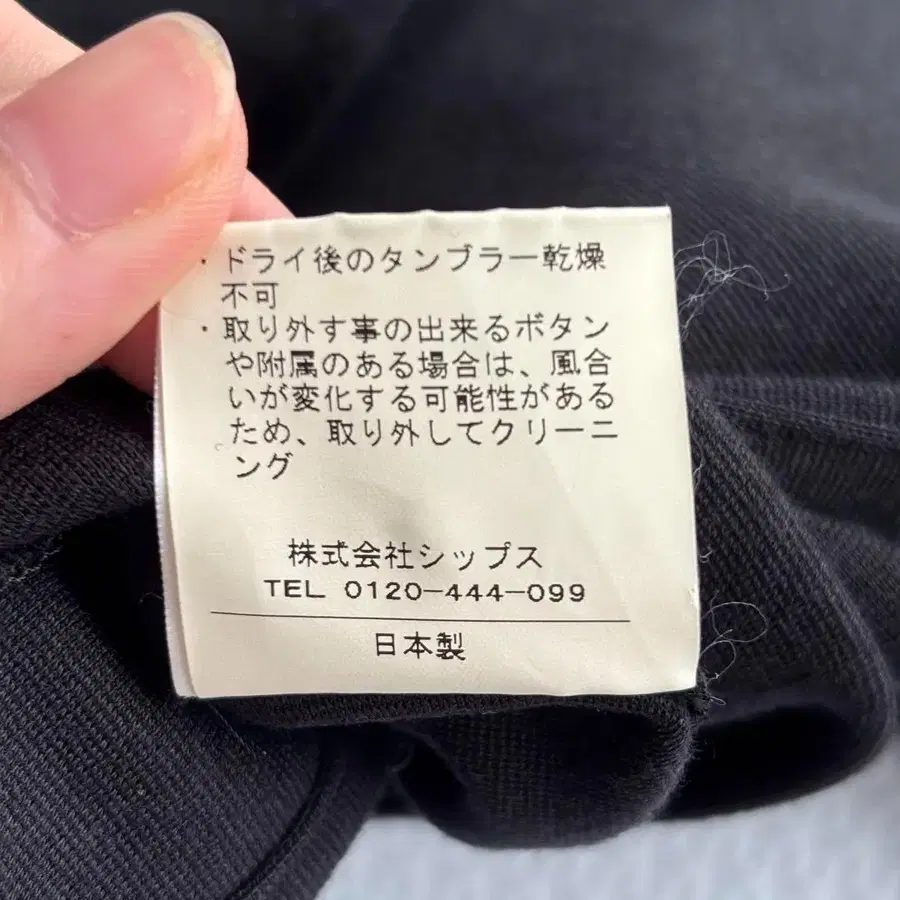 ・ドライ後のタンブラー乾燥
不可
・取り外す事の出来るボタン
や附属のある場合は、風合
いが変化する可能性がある
ため、取り外してクリーニ
ング
株式会社シップス
TEL 0120-444-099
日本製